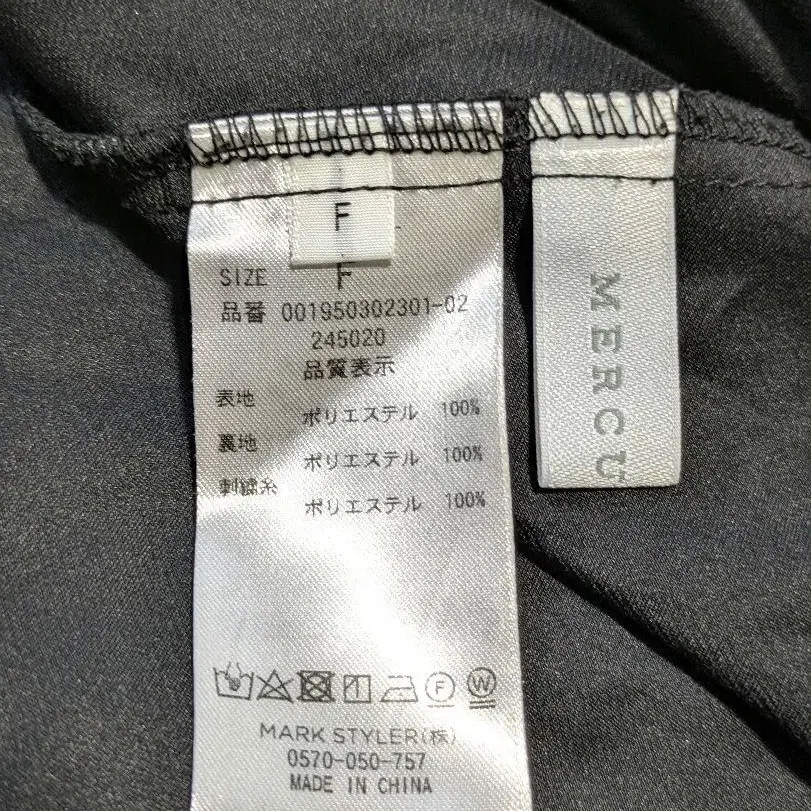 F
SIZE F
品番 001950302301-02
245020
品質表示
表地 ポリエステル 100%
裏地 ポリエステル 100%
刺繍糸 ポリエステル 100%
F W
MARK STYLER(株)
0570-050-757
MADE IN CHINA
MERCU